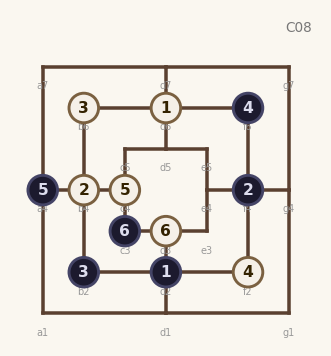 C08
a7 d7 g7
3 1 4
b6 d6 f6
c5 d5 e5
5 2 5 2
a4 b4 c4 e4 f4 g4
6 6
c3 d3 e3
3 1 4
b2 d2 f2
a1 d1 g1